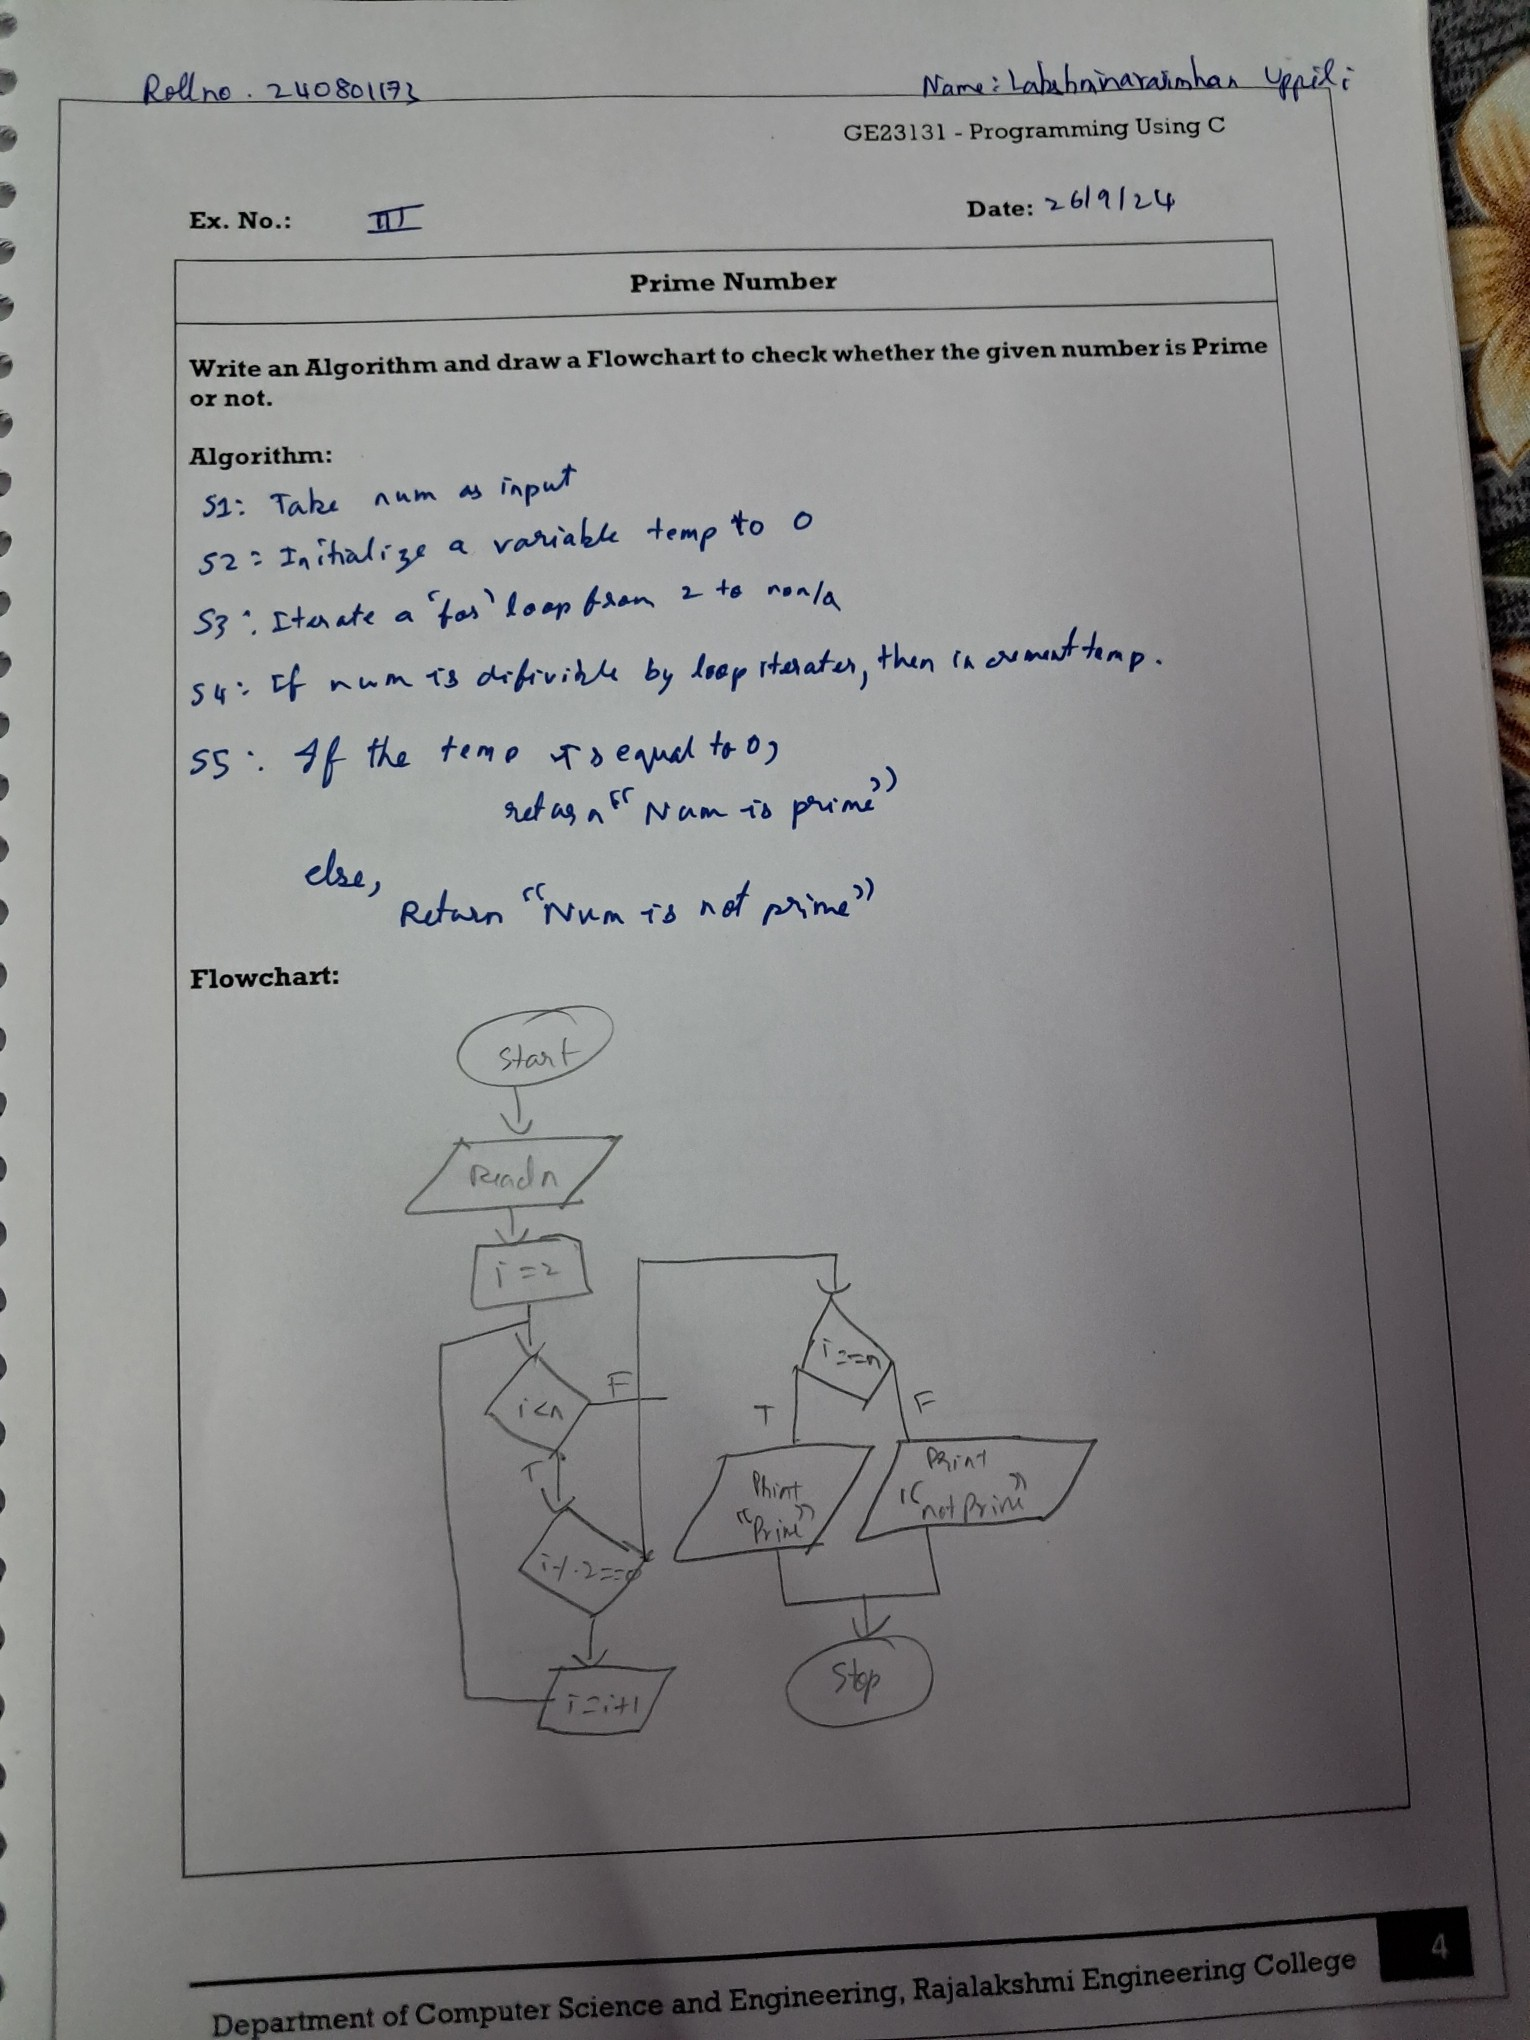 Roll no. 240801173
Name: Lakshminarasimhan Uppili
GE23131 - Programming Using C
Ex. No.: III
Date: 26/9/24
Prime Number
Write an Algorithm and draw a Flowchart to check whether the given number is Prime
or not.
Algorithm:
S1: Take num as input
S2: Initialize a variable temp to 0
S3: Iterate a 'for' loop from 2 to
S4: If num is difivible by loop iterater, then increment temp.
S5: If the temp is equal to 0,
return "Num is prime"
else,
Return "Num is not prime"
Flowchart:
Start
Read n
i=2
i<n
F
T
i%2==0
i=i+1
i==n
T
F
Print
"Prime"
Print
"not Prime"
Stop
4
Department of Computer Science and Engineering, Rajalakshmi Engineering College